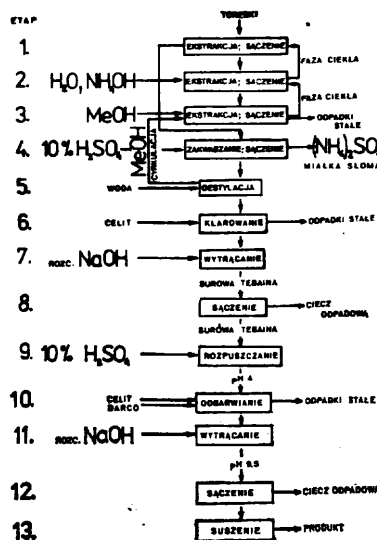 ETAP TOREBKI
1. EKSTRAKCJA; SĄCZENIE
FAZA CIEKŁA
2. H₂O, NH₄OH EKSTRAKCJA; SĄCZENIE
FAZA CIEKŁA
3. MeOH EKSTRAKCJA; SĄCZENIE ODPADKI STAŁE
MeOH CYRKULACJA
4. 10% H₂SO₄ ZAKWASZANIE; SĄCZENIE (NH₄)₂SO₄
MIAŁKA SŁOMA
5. WODA DESTYLACJA
6. CELIT KLAROWANIE ODPADKI STAŁE
7. ROZC. NaOH WYTRĄCANIE
SUROWA TEBAINA
8. SĄCZENIE CIECZ ODPADOWA
SURÓWA TEBAINA
9. 10% H₂SO₄ ROZPUSZCZANIE
pH 4
10. CELIT DARCO ODBARWIANIE ODPADKI STAŁE
11. ROZC. NaOH WYTRĄCANIE
pH 9,5
12. SĄCZENIE CIECZ ODPADOWA
13. SUSZENIE PRODUKT